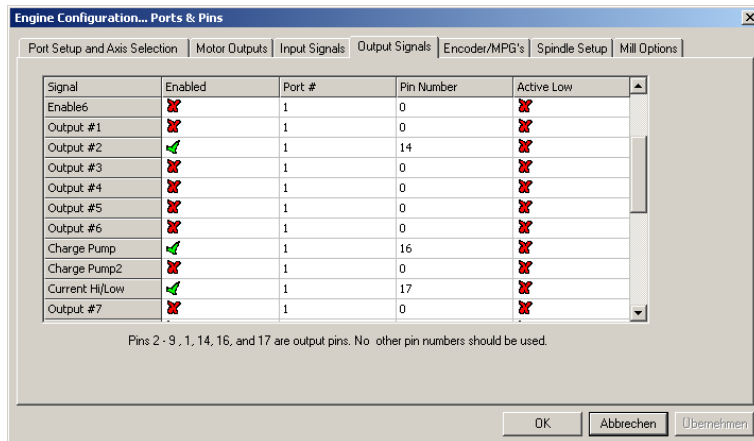 Engine Configuration... Ports & Pins
Port Setup and Axis Selection Motor Outputs Input Signals Output Signals Encoder/MPG's Spindle Setup Mill Options
Signal Enabled Port # Pin Number Active Low
Enable6 1 0
Output #1 1 0
Output #2 1 14
Output #3 1 0
Output #4 1 0
Output #5 1 0
Output #6 1 0
Charge Pump 1 16
Charge Pump2 1 0
Current Hi/Low 1 17
Output #7 1 0
Pins 2 - 9 , 1, 14, 16, and 17 are output pins. No other pin numbers should be used.
OK Abbrechen Übernehmen